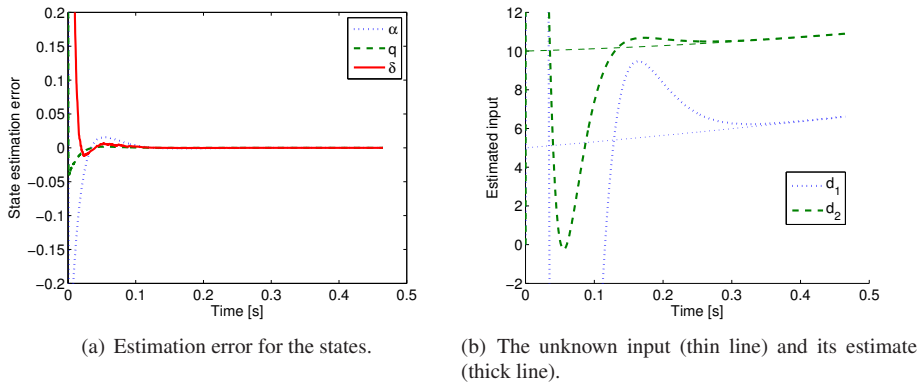 0.2
0.15
0.1
0.05
0
−0.05
−0.1
−0.15
−0.2
State estimation error
0 0.1 0.2 0.3 0.4 0.5
Time [s]
α
q
δ
(a) Estimation error for the states.
12
10
8
6
4
2
0
−2
Estimated input
0 0.1 0.2 0.3 0.4 0.5
Time [s]
d1
d2
(b) The unknown input (thin line) and its estimate
(thick line).